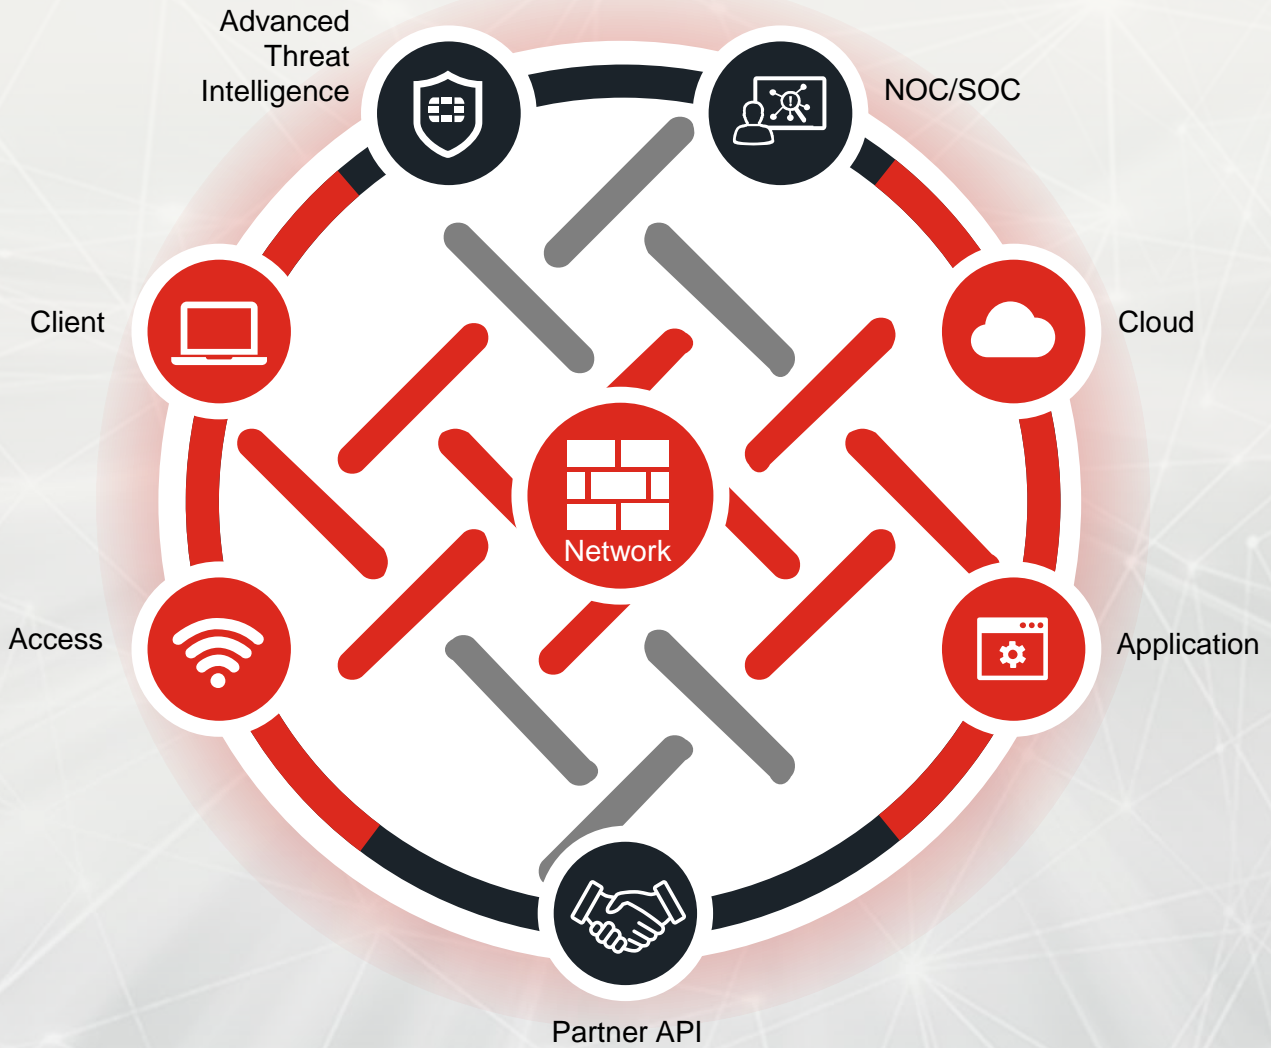 Advanced
Threat
Intelligence
NOC/SOC
Client
Cloud
Network
Access
Application
Partner API